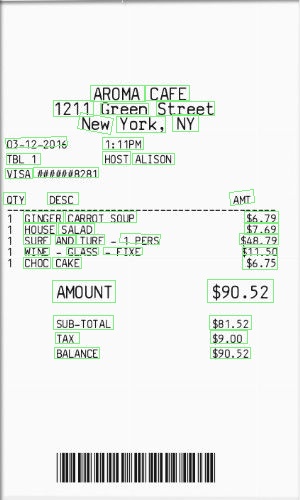 AROMA CAFE
1211 Green Street
New York, NY
03-12-2016 1:11PM
TBL 1 HOST ALISON
VISA ######8281
QTY DESC AMT
1 GINGER CARROT SOUP $6.79
1 HOUSE SALAD $7.69
1 SURF AND TURF - 1 PERS $48.79
1 WINE - GLASS - FIXE $11.50
1 CHOC CAKE $6.75
AMOUNT $90.52
SUB-TOTAL $81.52
TAX $9.00
BALANCE $90.52